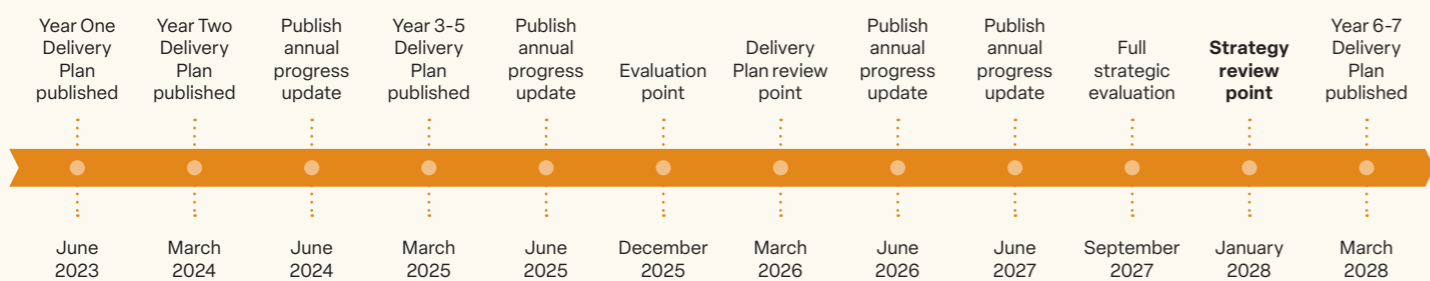 Year One
Delivery
Plan
published
Year Two
Delivery
Plan
published
Publish
annual
progress
update
Year 3-5
Delivery
Plan
published
Publish
annual
progress
update
Evaluation
point
Delivery
Plan review
point
Publish
annual
progress
update
Publish
annual
progress
update
Full
strategic
evaluation
Strategy
review
point
Year 6-7
Delivery
Plan
published
June
2023
March
2024
June
2024
March
2025
June
2025
December
2025
March
2026
June
2026
June
2027
September
2027
January
2028
March
2028